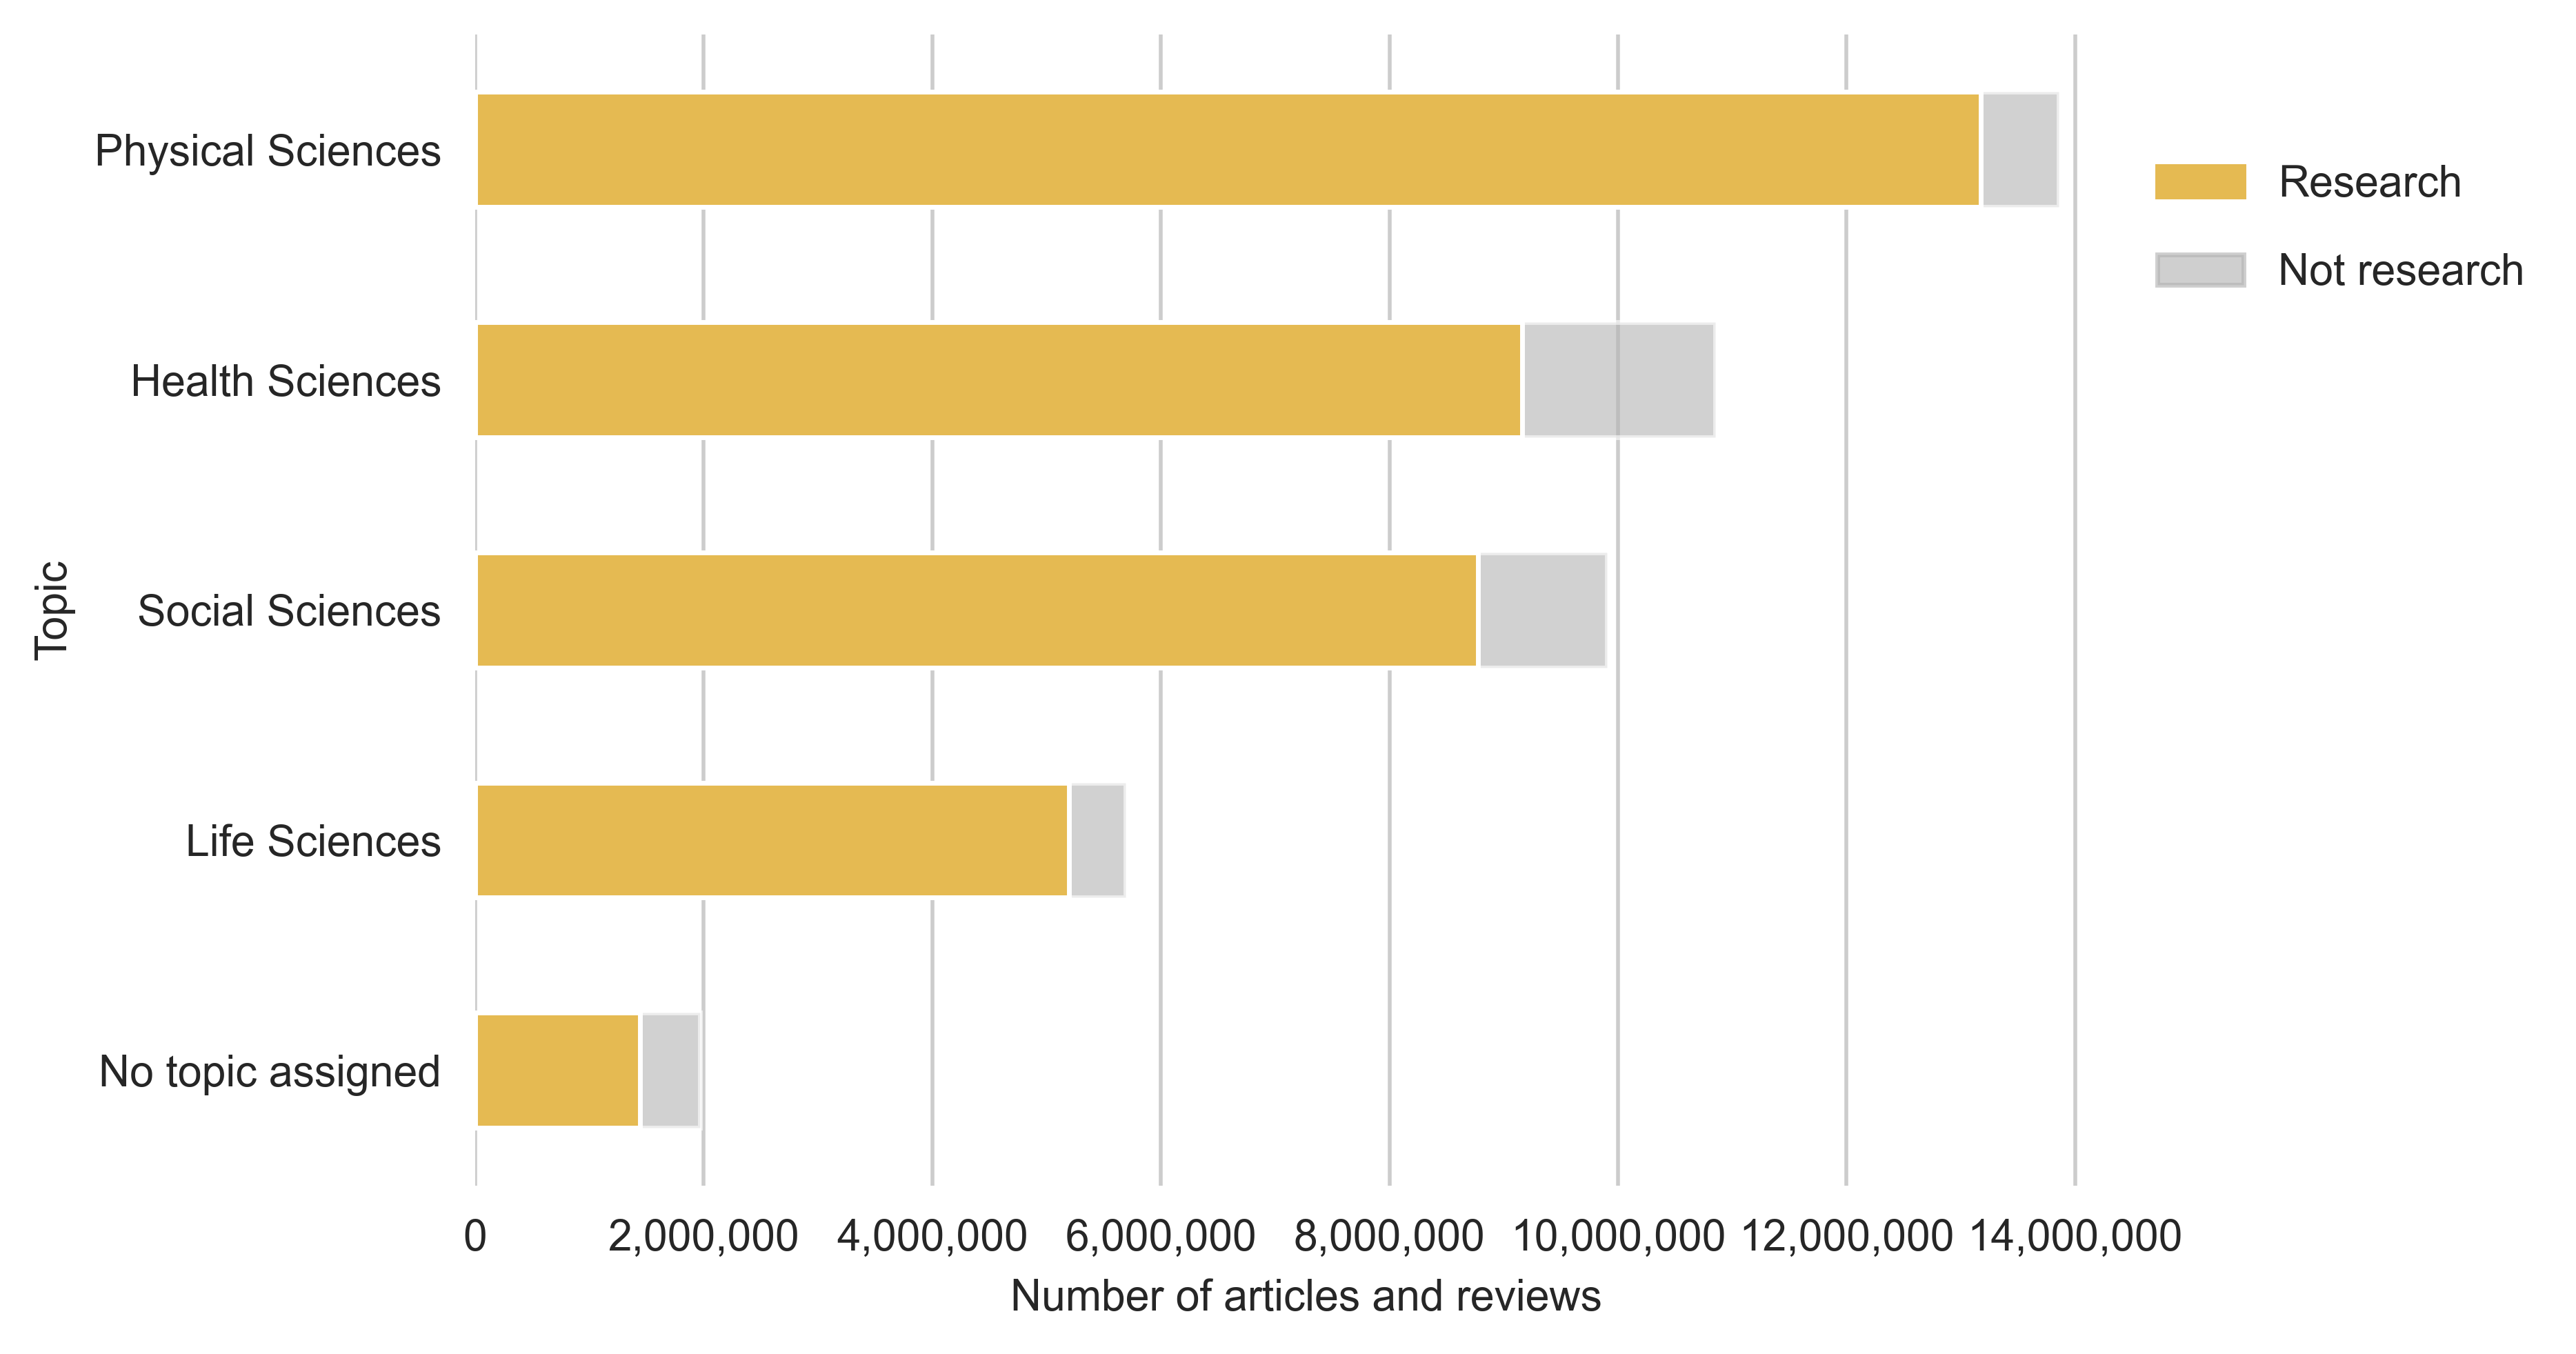 Physical Sciences
Health Sciences
Social Sciences
Life Sciences
No topic assigned
Topic
0
2,000,000
4,000,000
6,000,000
8,000,000
10,000,000
12,000,000
14,000,000
Number of articles and reviews
Research
Not research